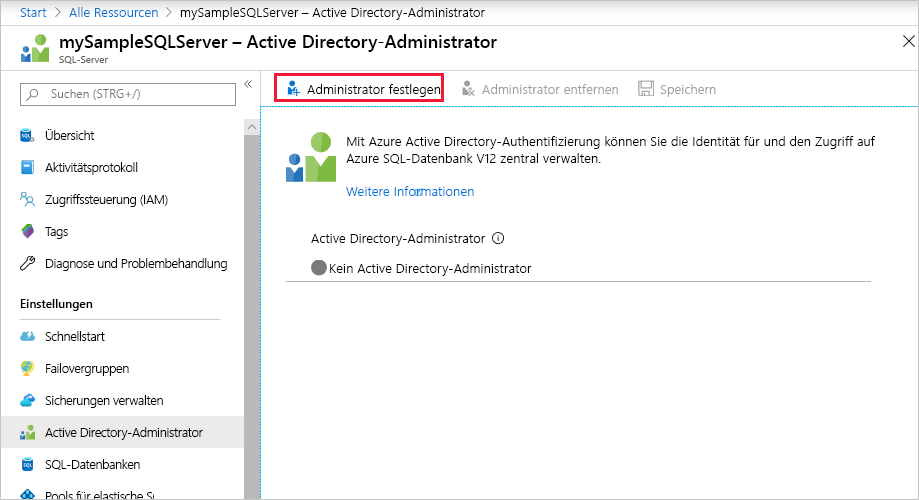 Start > Alle Ressourcen > mySampleSQLServer – Active Directory-Administrator
mySampleSQLServer – Active Directory-Administrator
SQL-Server
Suchen (STRG+/)
Übersicht
Aktivitätsprotokoll
Zugriffssteuerung (IAM)
Tags
Diagnose und Problembehandlung
Einstellungen
Schnellstart
Failovergruppen
Sicherungen verwalten
Active Directory-Administrator
SQL-Datenbanken
Pools für elastische
Administrator festlegen
Administrator entfernen
Speichern
Mit Azure Active Directory-Authentifizierung können Sie die Identität für und den Zugriff auf
Azure SQL-Datenbank V12 zentral verwalten.
Weitere Informationen
Active Directory-Administrator
Kein Active Directory-Administrator